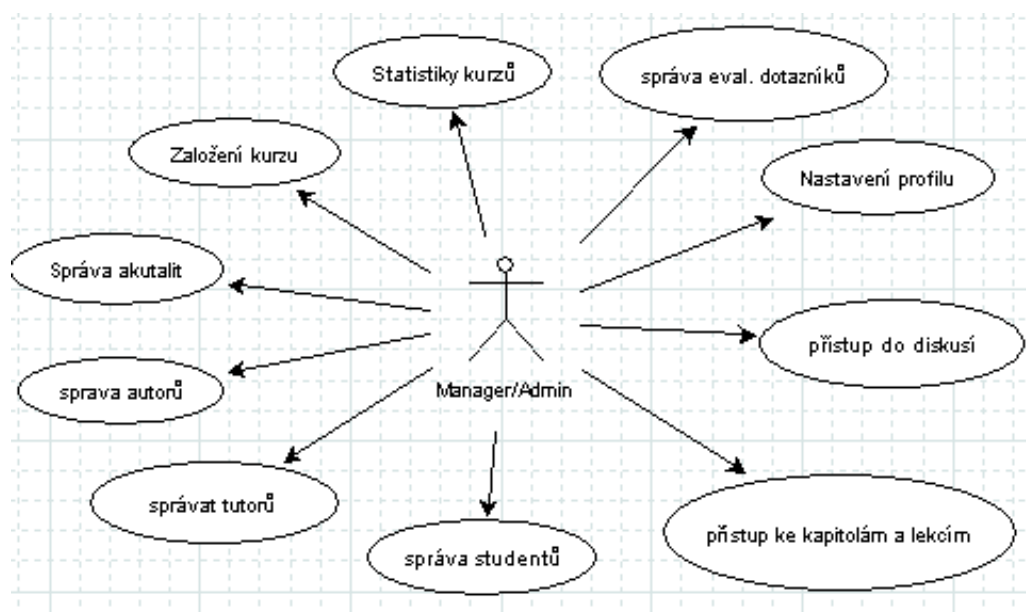 Statistiky kurzů
správa eval. dotazníků
Založení kurzu
Nastavení profilu
Správa akutalit
přístup do diskusí
sprava autorů
Manager/Admin
správat tutorů
správa studentů
přístup ke kapitolám a lekcím